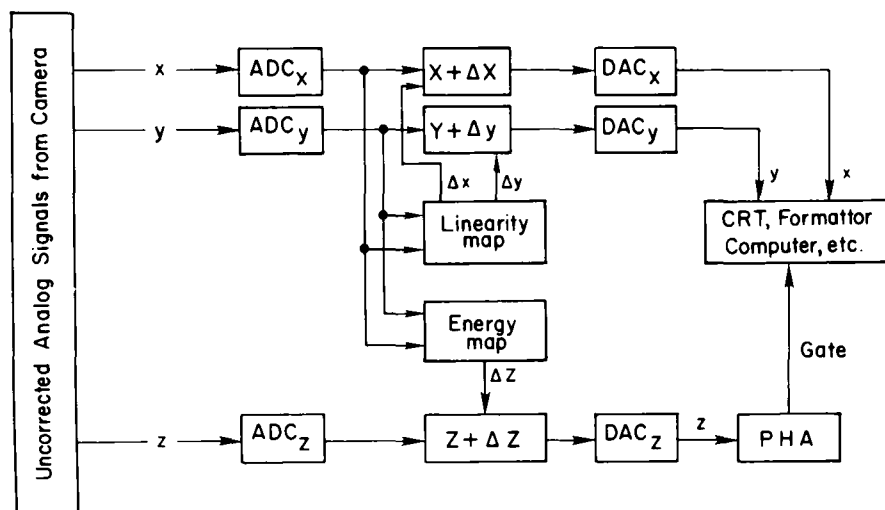 Uncorrected Analog Signals from Camera
x
ADCx
X + ΔX
DACx
y
ADCy
Y + Δy
DACy
Δx
Δy
y
x
Linearity
map
CRT, Formattor
Computer, etc.
Energy
map
Gate
ΔZ
z
ADCz
Z + ΔZ
DACz
z
PHA